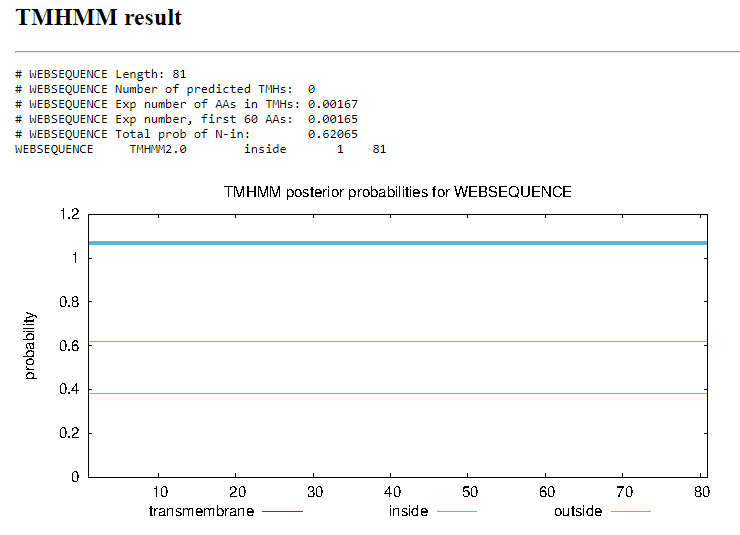 TMHMM result
# WEBSEQUENCE Length: 81
# WEBSEQUENCE Number of predicted TMHs:  0
# WEBSEQUENCE Exp number of AAs in TMHs: 0.00167
# WEBSEQUENCE Exp number, first 60 AAs:  0.00165
# WEBSEQUENCE Total prob of N-in:        0.62065
WEBSEQUENCE     TMHMM2.0        inside       1    81
TMHMM posterior probabilities for WEBSEQUENCE
1.2
1
0.8
0.6
0.4
0.2
0
probability
10 20 30 40 50 60 70 80
transmembrane inside outside